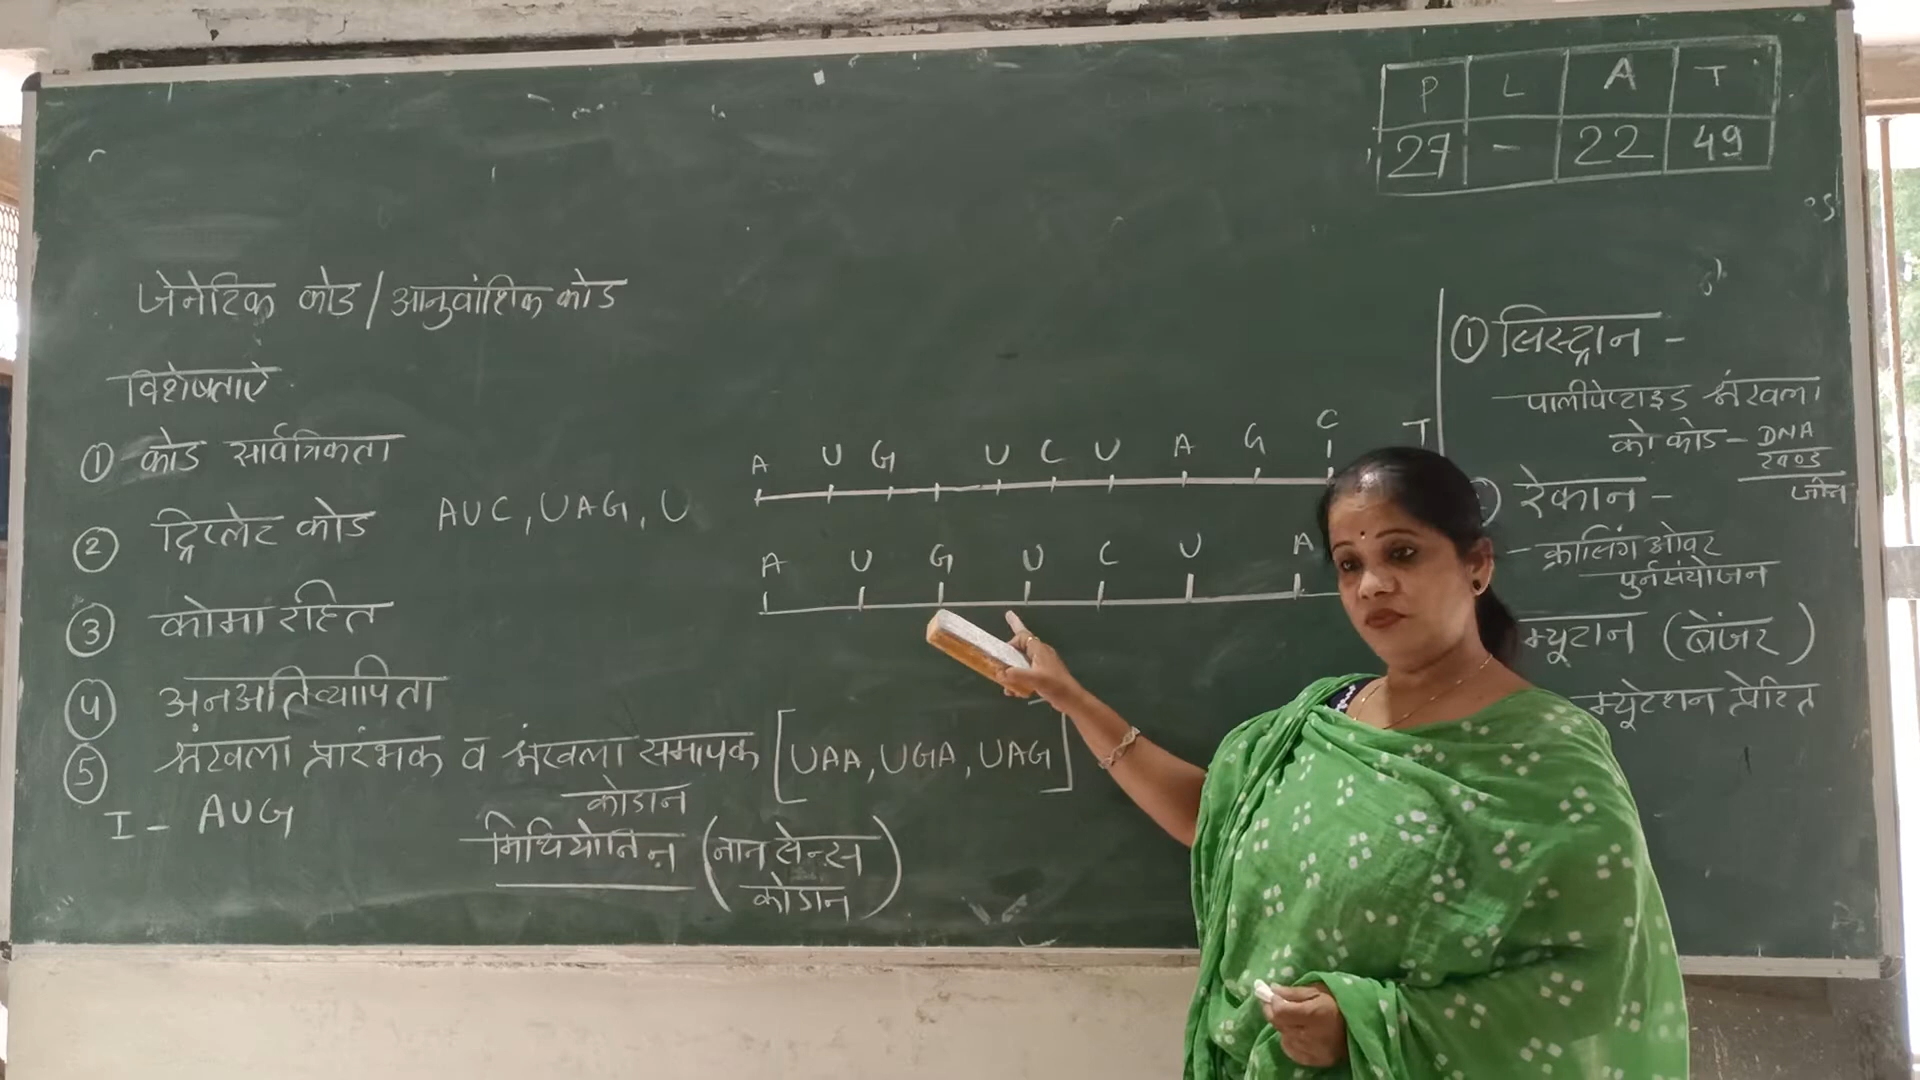 P L A T
27 - 22 49
जेनेटिक कोड / आनुवांशिक कोड
विशेषताऐं
① कोड सार्वत्रिकता
② ट्रिप्लेट कोड AUC, UAG, U
③ कोमा रहित
④ अनअतिव्यापिता
⑤ श्रंखला प्रारंभक व श्रंखला समापक [UAA, UGA, UAG]
कोडान
I - AUG
मिथियोनिन (नान सेन्स
कोडान)
A U G U C U A G C T
A U G U C U A
① सिस्ट्रान -
पालीपेप्टाइड श्रंखला
को कोड - DNA
खण्ड
जीन
रेकान -
- क्रासिंग ओवर
पुर्नसंयोजन
म्यूटान (बेंजर)
म्यूटेशन प्रेरित